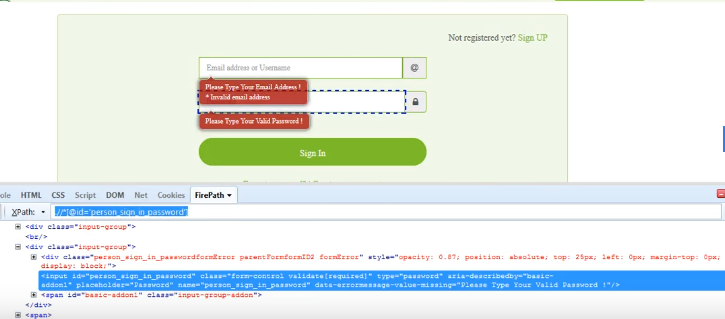 Not registered yet? Sign UP
Email address or Username
@
Please Type Your Email Address !
* Invalid email address
Please Type Your Valid Password !
Sign In
ole HTML CSS Script DOM Net Cookies FirePath
XPath: .//*[@id='person_sign_in_password']
<div class="input-group">
<br/>
<div class="input-group">
<div class="person_sign_in_passwordformError parentFormformID2 formError" style="opacity: 0.87; position: absolute; top: 25px; left: 0px; margin-top: 0px;
display: block;">
<input id="person_sign_in_password" class="form-control validate[required]" type="password" aria-describedby="basic-
addon1" placeholder="Password" name="person_sign_in_password" data-errormessage-value-missing="Please Type Your Valid Password !"/>
<span id="basic-addon1" class="input-group-addon">
</div>
<span>